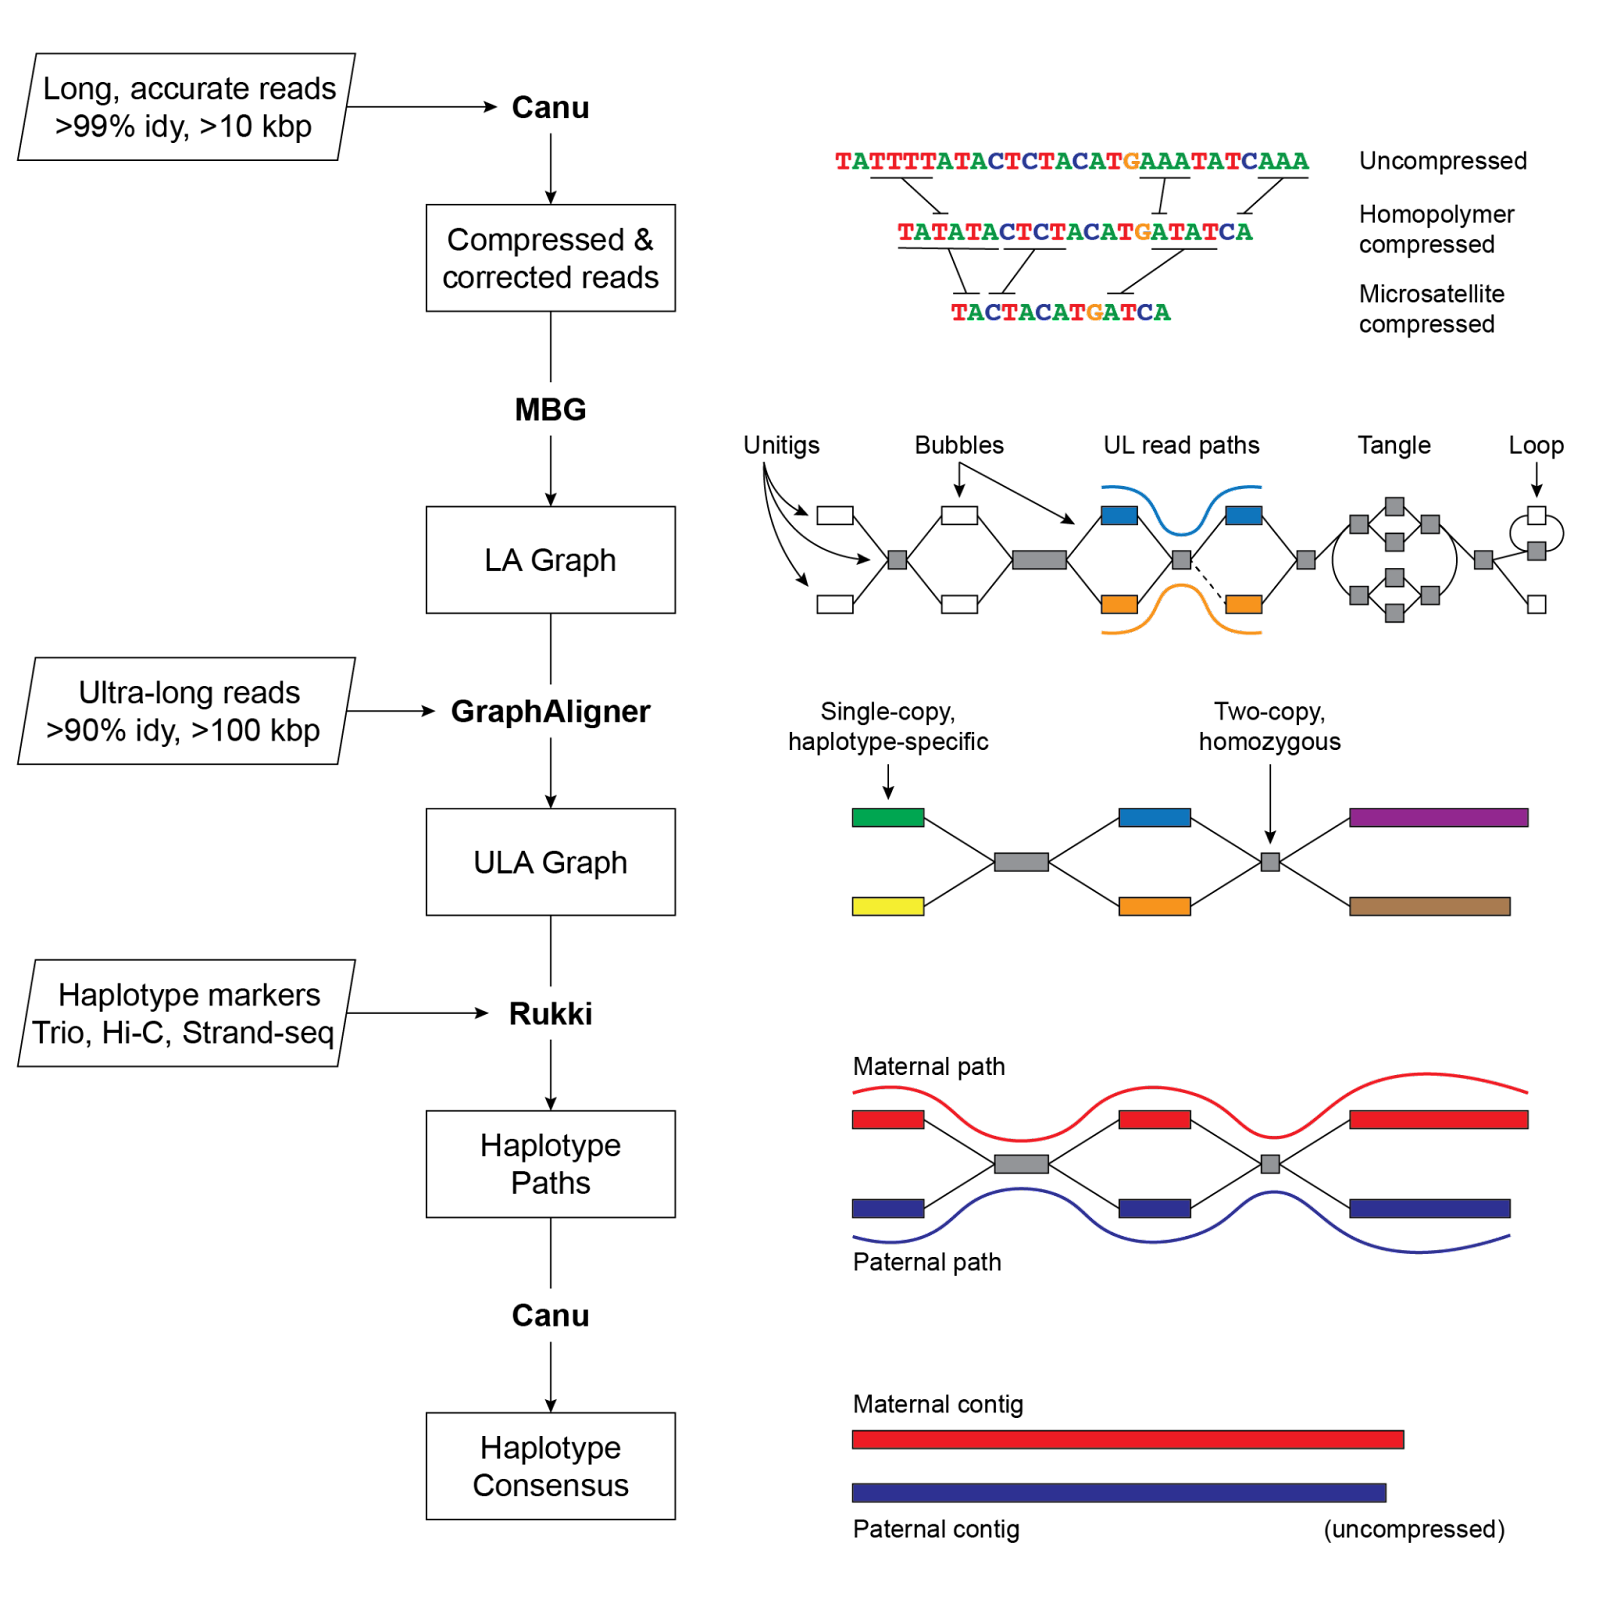 Long, accurate reads
>99% idy, >10 kbp
Canu
Compressed &
corrected reads
MBG
LA Graph
Ultra-long reads
>90% idy, >100 kbp
GraphAligner
ULA Graph
Haplotype markers
Trio, Hi-C, Strand-seq
Rukki
Haplotype
Paths
Canu
Haplotype
Consensus
TATTTTATACTCTACATGAAATATCAAA
Uncompressed
TATATACTCTACATGATATCA
Homopolymer
compressed
TACTACATGATCA
Microsatellite
compressed
Unitigs
Bubbles
UL read paths
Tangle
Loop
Single-copy,
haplotype-specific
Two-copy,
homozygous
Maternal path
Paternal path
Maternal contig
Paternal contig
(uncompressed)